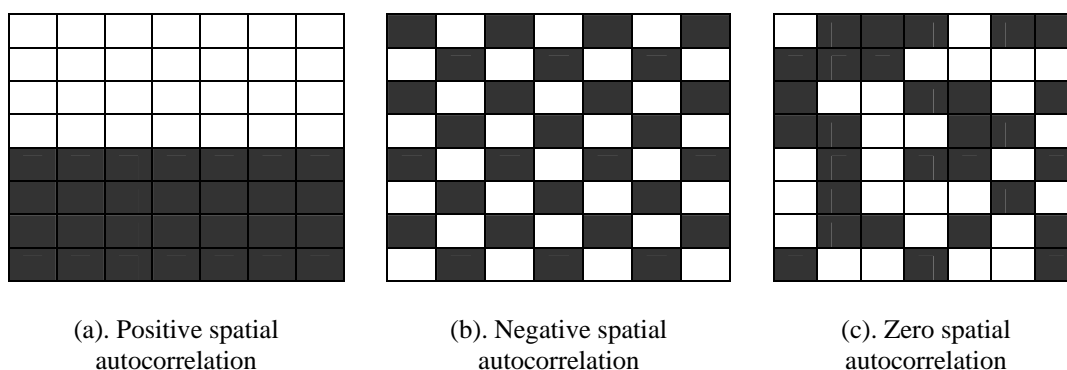 (a). Positive spatial
autocorrelation
(b). Negative spatial
autocorrelation
(c). Zero spatial
autocorrelation